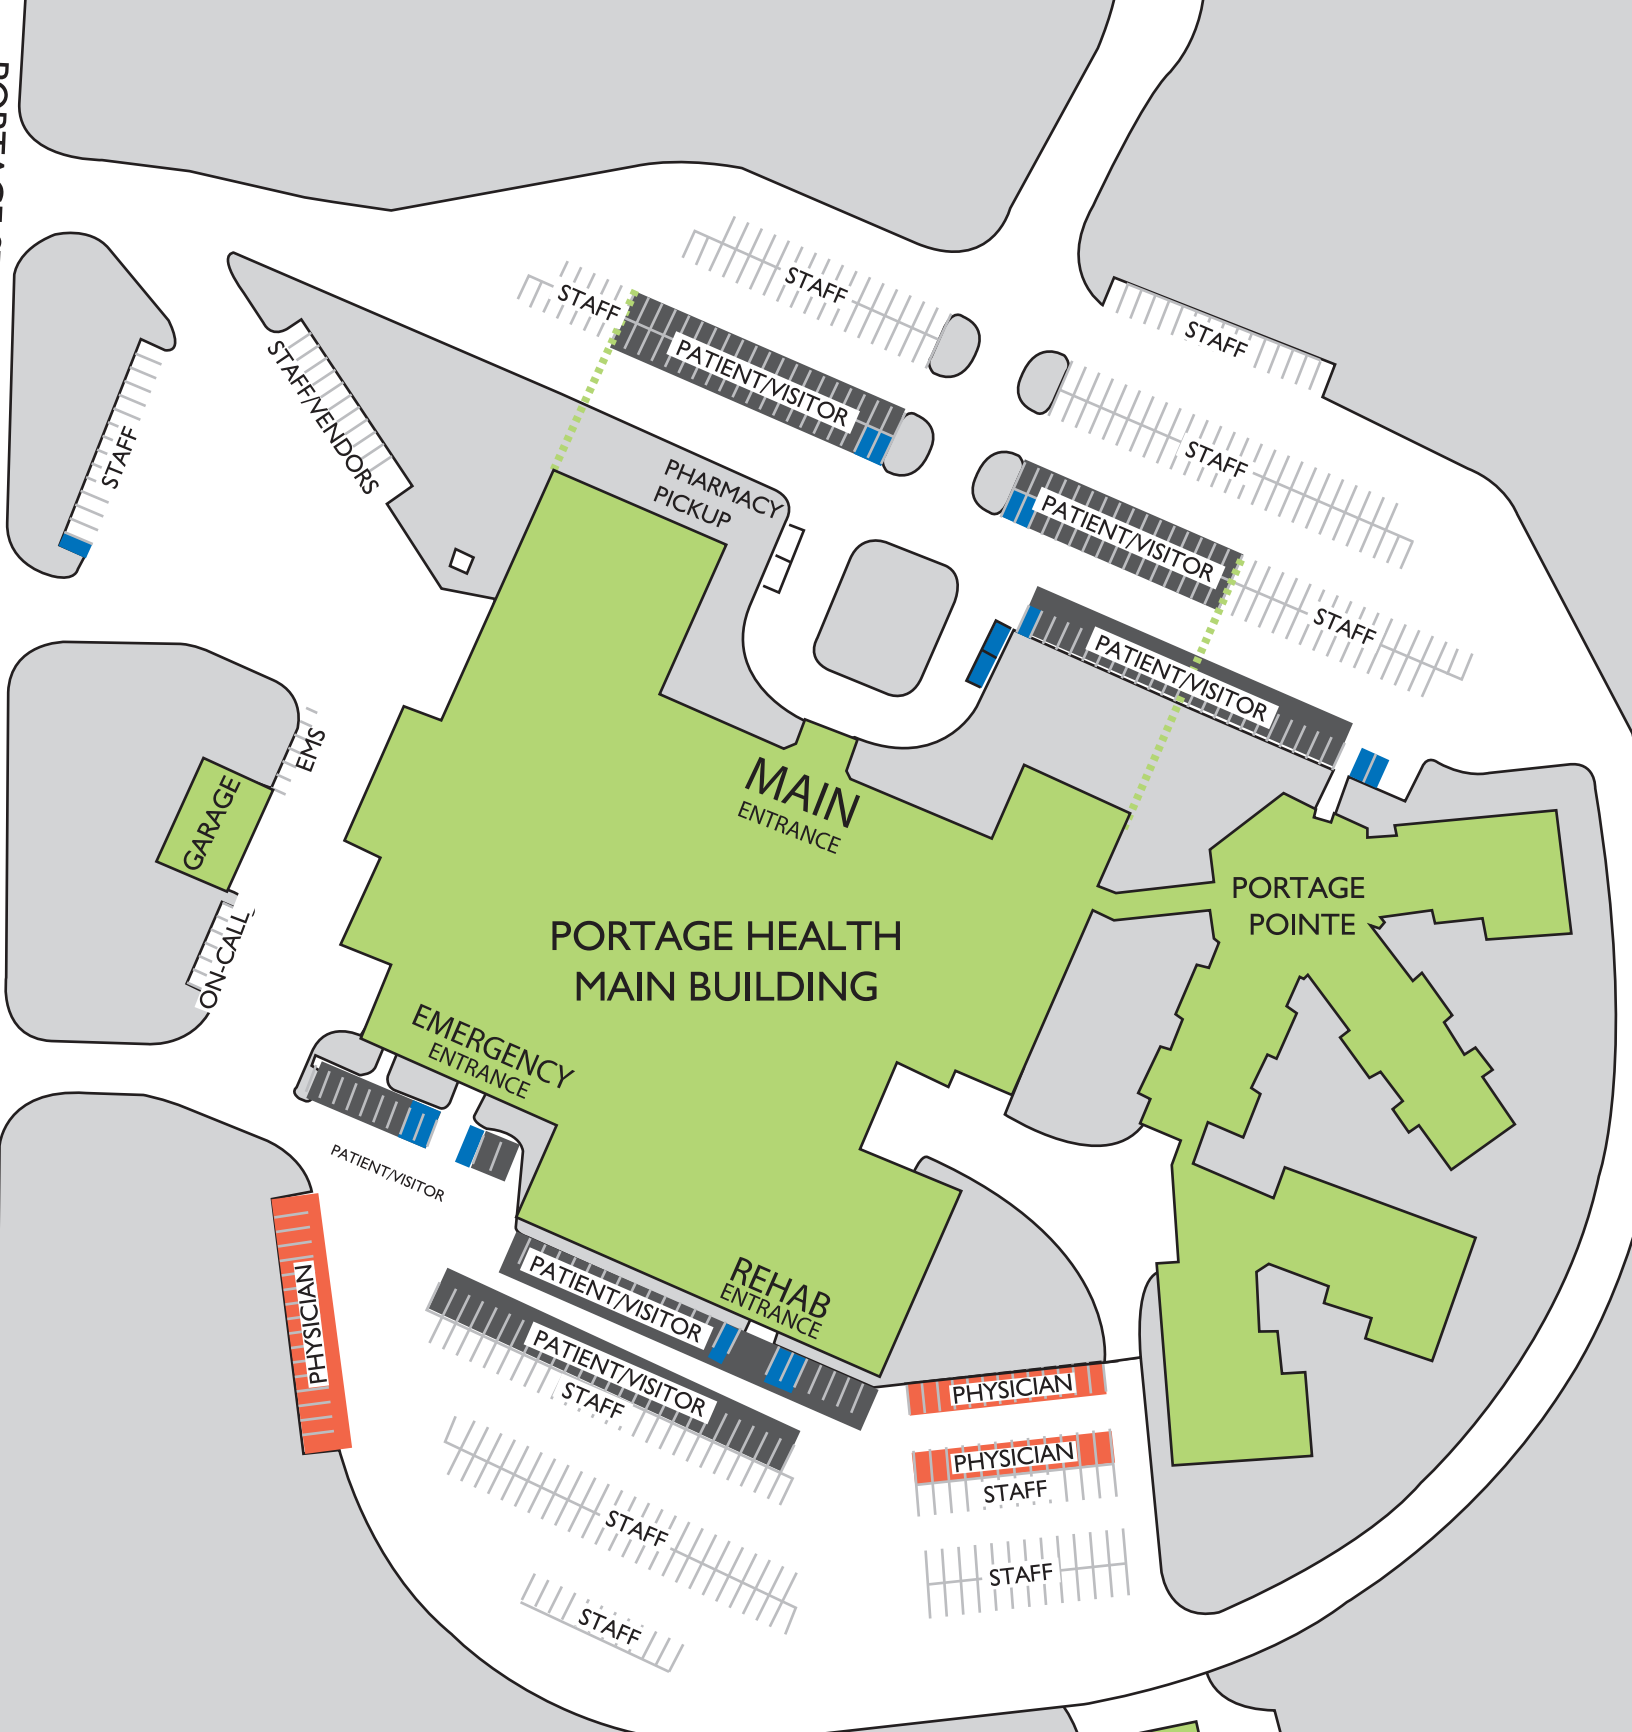 PORTAGE
STAFF
STAFF
STAFF
PATIENT/VISITOR
STAFF/VENDORS
STAFF
STAFF
PHARMACY
PICKUP
PATIENT/VISITOR
STAFF
PATIENT/VISITOR
EMS
GARAGE
MAIN
ENTRANCE
PORTAGE
POINTE
ON-CALL
PORTAGE HEALTH
MAIN BUILDING
EMERGENCY
ENTRANCE
PATIENT/VISITOR
PHYSICIAN
PATIENT/VISITOR
REHAB
ENTRANCE
PATIENT/VISITOR
STAFF
PHYSICIAN
PHYSICIAN
STAFF
STAFF
STAFF
STAFF